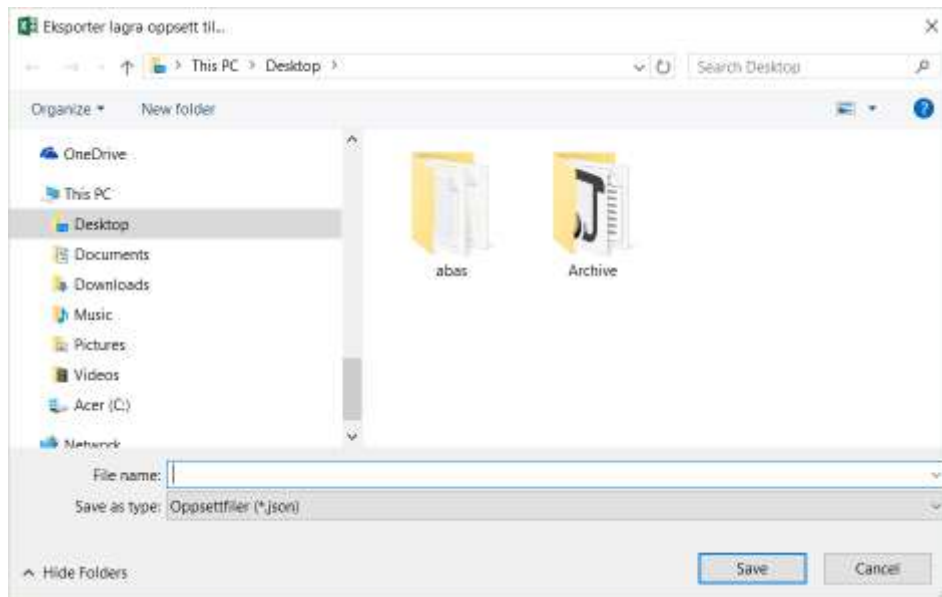 Eksporter lagra oppsett til...
This PC > Desktop >
Search Desktop
Organize
New folder
OneDrive
This PC
Desktop
Documents
Downloads
Music
Pictures
Videos
Acer (C:)
Network
abas
Archive
File name:
Save as type: Oppsettfiler (*.json)
Hide Folders
Save
Cancel